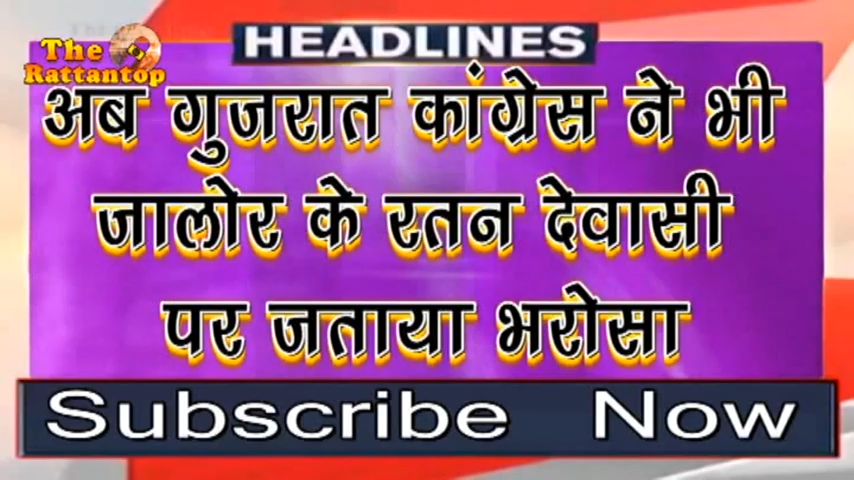 HEADLINES
The
Rattantop
अब गुजरात कांग्रेस ने भी
जालोर के रतन देवासी
पर जताया भरोसा
Subscribe Now